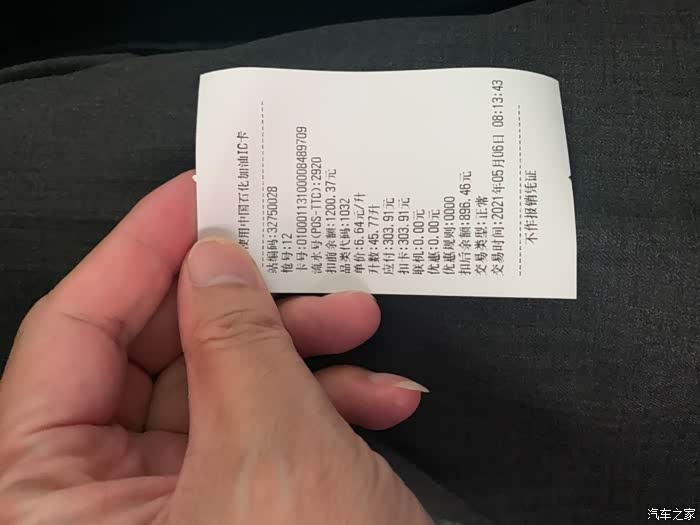 使用中国石化加油IC卡
站编码:32750028
枪号:12
卡号:01000113100008489709
流水号(POS-TTC):2920
扣前余额:1200.37元
品类代码:1032
单价:6.64元/升
升数:45.77升
应付:303.91元
扣卡:303.91元
联机:0.00元
优惠:0.00元
优惠规则:0000
扣后余额:896.46元
交易类型:正常
交易时间:2021年05月06日 08:13:43
不作报销凭证
汽车之家